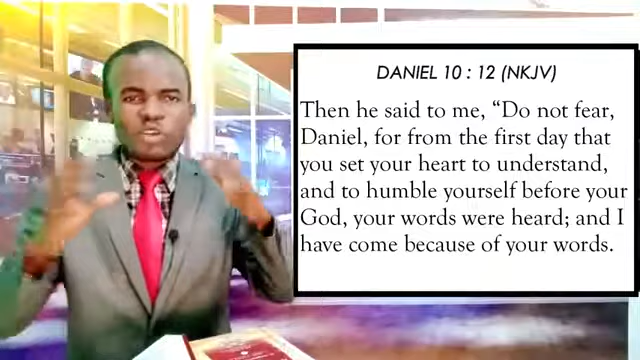 DANIEL 10 : 12 (NKJV)
Then he said to me, “Do not fear,
Daniel, for from the first day that
you set your heart to understand,
and to humble yourself before your
God, your words were heard; and I
have come because of your words.